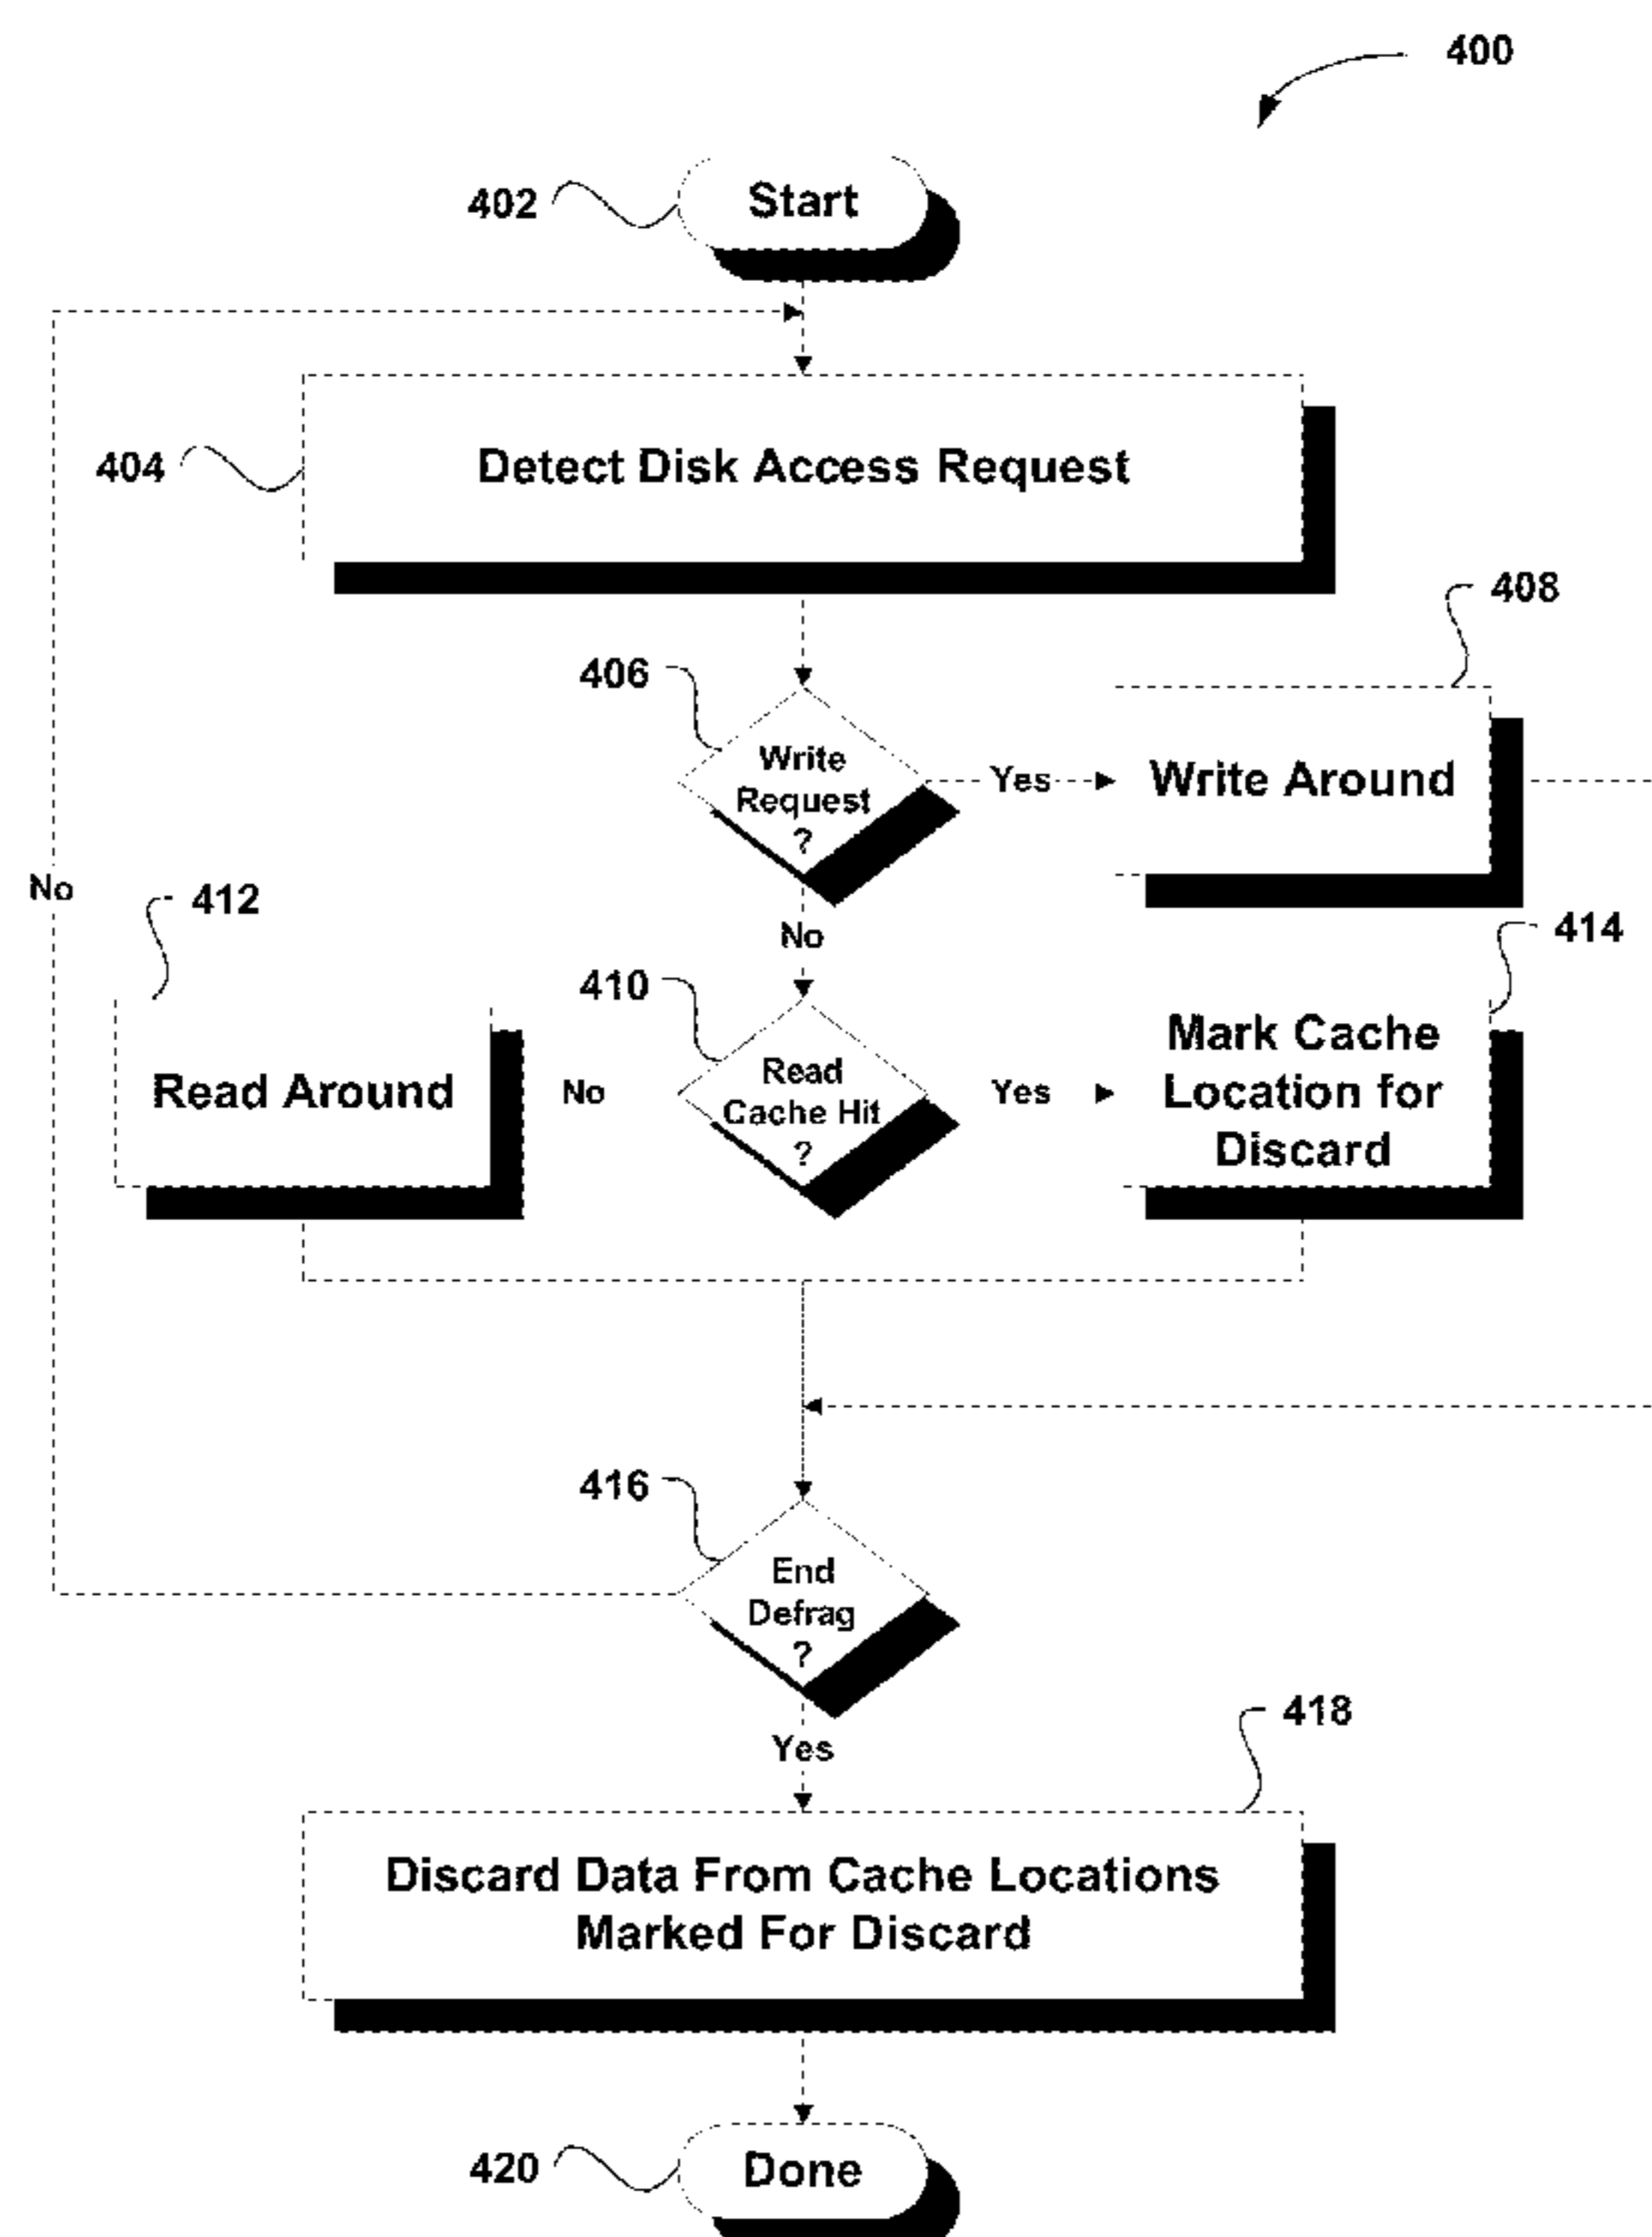 400
402
Start
404
Detect Disk Access Request
408
406
Write
Request
?
Yes
Write Around
No
412
No
414
410
Read
Cache Hit
?
Read Around
No
Yes
Mark Cache
Location for
Discard
416
End
Defrag
?
418
Yes
Discard Data From Cache Locations
Marked For Discard
420
Done